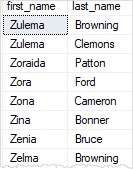 first_name last_name
Zulema Browning
Zulema Clemons
Zoraida Patton
Zora Ford
Zona Cameron
Zina Bonner
Zenia Bruce
Zelma Browning